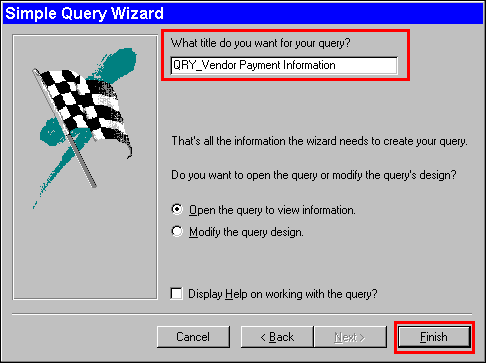 Simple Query Wizard
What title do you want for your query?
QRY_Vendor Payment Information
That's all the information the wizard needs to create your query.
Do you want to open the query or modify the query's design?
Open the query to view information.
Modify the query design.
Display Help on working with the query?
Cancel
< Back
Next >
Finish